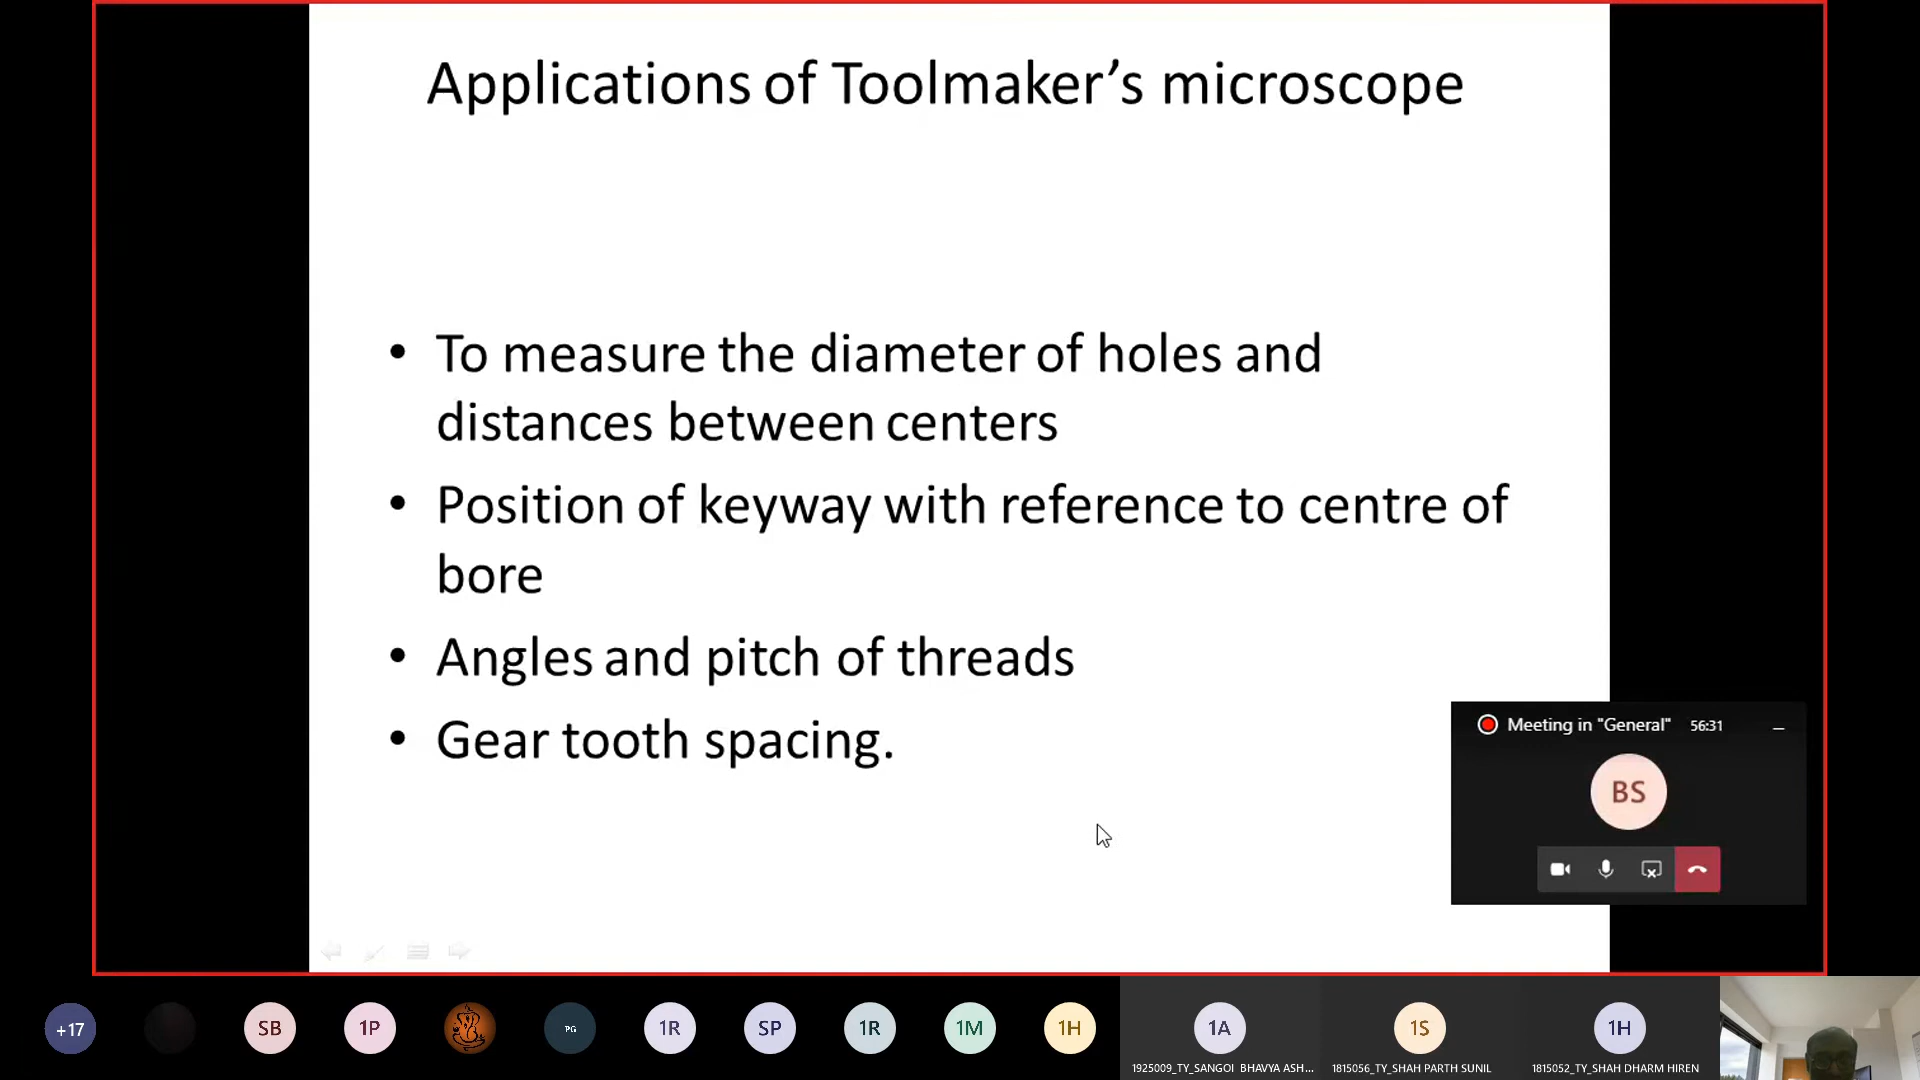 Applications of Toolmaker’s microscope
• To measure the diameter of holes and
distances between centers
• Position of keyway with reference to centre of
bore
• Angles and pitch of threads
• Gear tooth spacing.
Meeting in "General" 56:31
BS
+17 SB 1P PG 1R SP 1R 1M 1H 1A 1S 1H
1925009_TY_SANGOI BHAVYA ASH... 1815056_TY_SHAH PARTH SUNIL 1815052_TY_SHAH DHARM HIREN